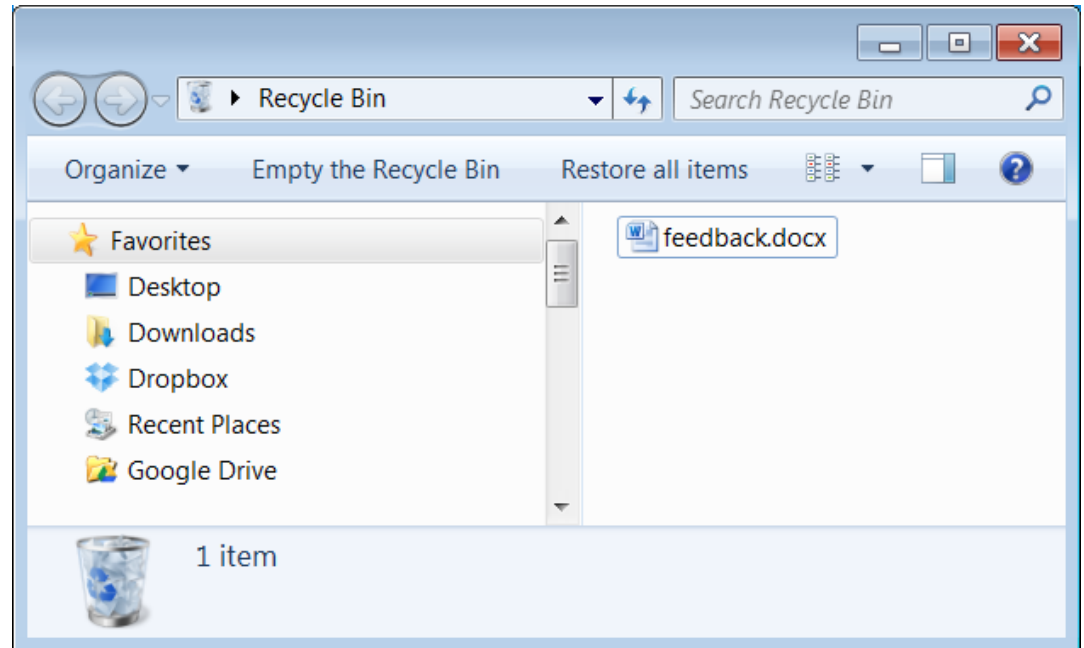 Recycle Bin
Search Recycle Bin
Organize
Empty the Recycle Bin
Restore all items
Favorites
Desktop
Downloads
Dropbox
Recent Places
Google Drive
feedback.docx
1 item